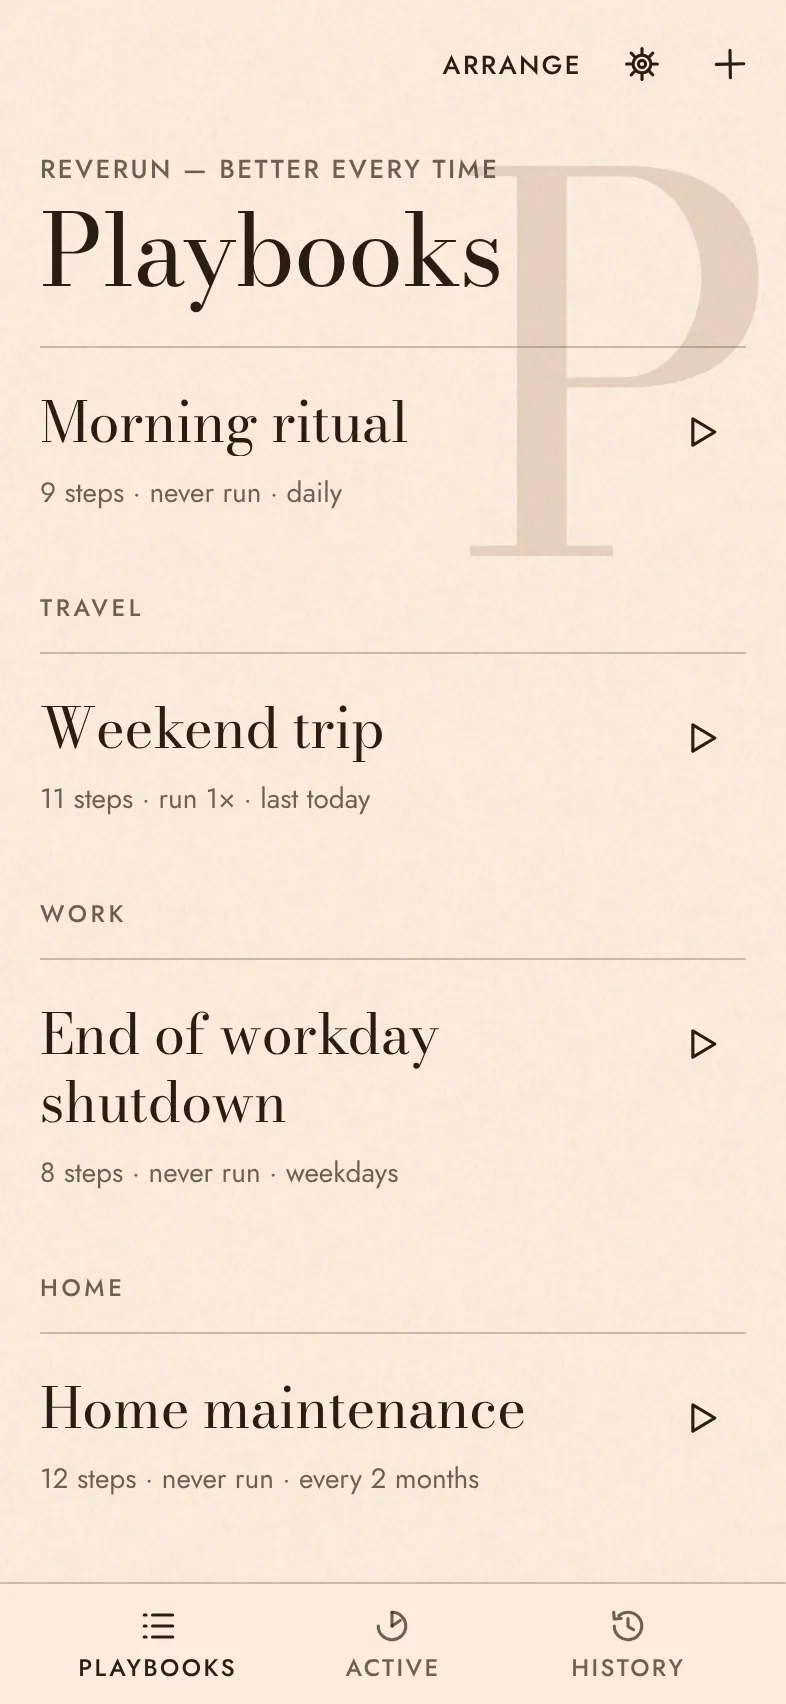 ARRANGE
REVERUN — BETTER EVERY TIME
P
Playbooks
Morning ritual
9 steps · never run · daily
TRAVEL
Weekend trip
11 steps · run 1× · last today
WORK
End of workday
shutdown
8 steps · never run · weekdays
HOME
Home maintenance
12 steps · never run · every 2 months
PLAYBOOKS ACTIVE HISTORY